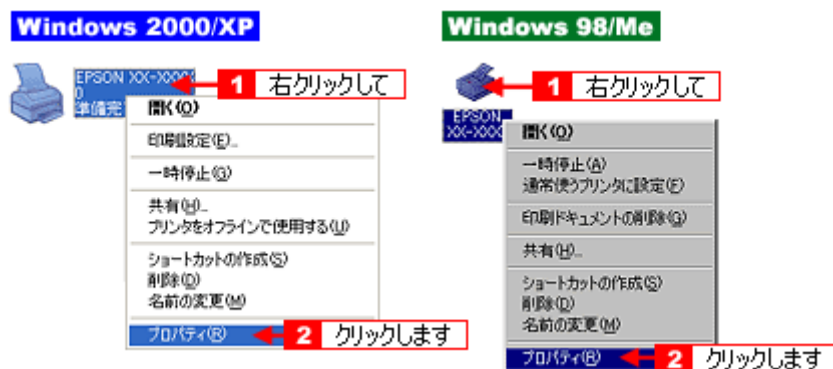 Windows 2000/XP
EPSON XX-XXXX
0
準備完
1 右クリックして
開く(O)
印刷設定(E)...
一時停止(G)
共有(H)...
プリンタをオフラインで使用する(U)
ショートカットの作成(S)
削除(D)
名前の変更(M)
プロパティ(R)
2 クリックします
Windows 98/Me
1 右クリックして
EPSON
XX-XXXX
開く(O)
一時停止(A)
通常使うプリンタに設定(F)
印刷ドキュメントの削除(G)
共有(H)...
ショートカットの作成(S)
削除(D)
名前の変更(M)
プロパティ(R)
2 クリックします